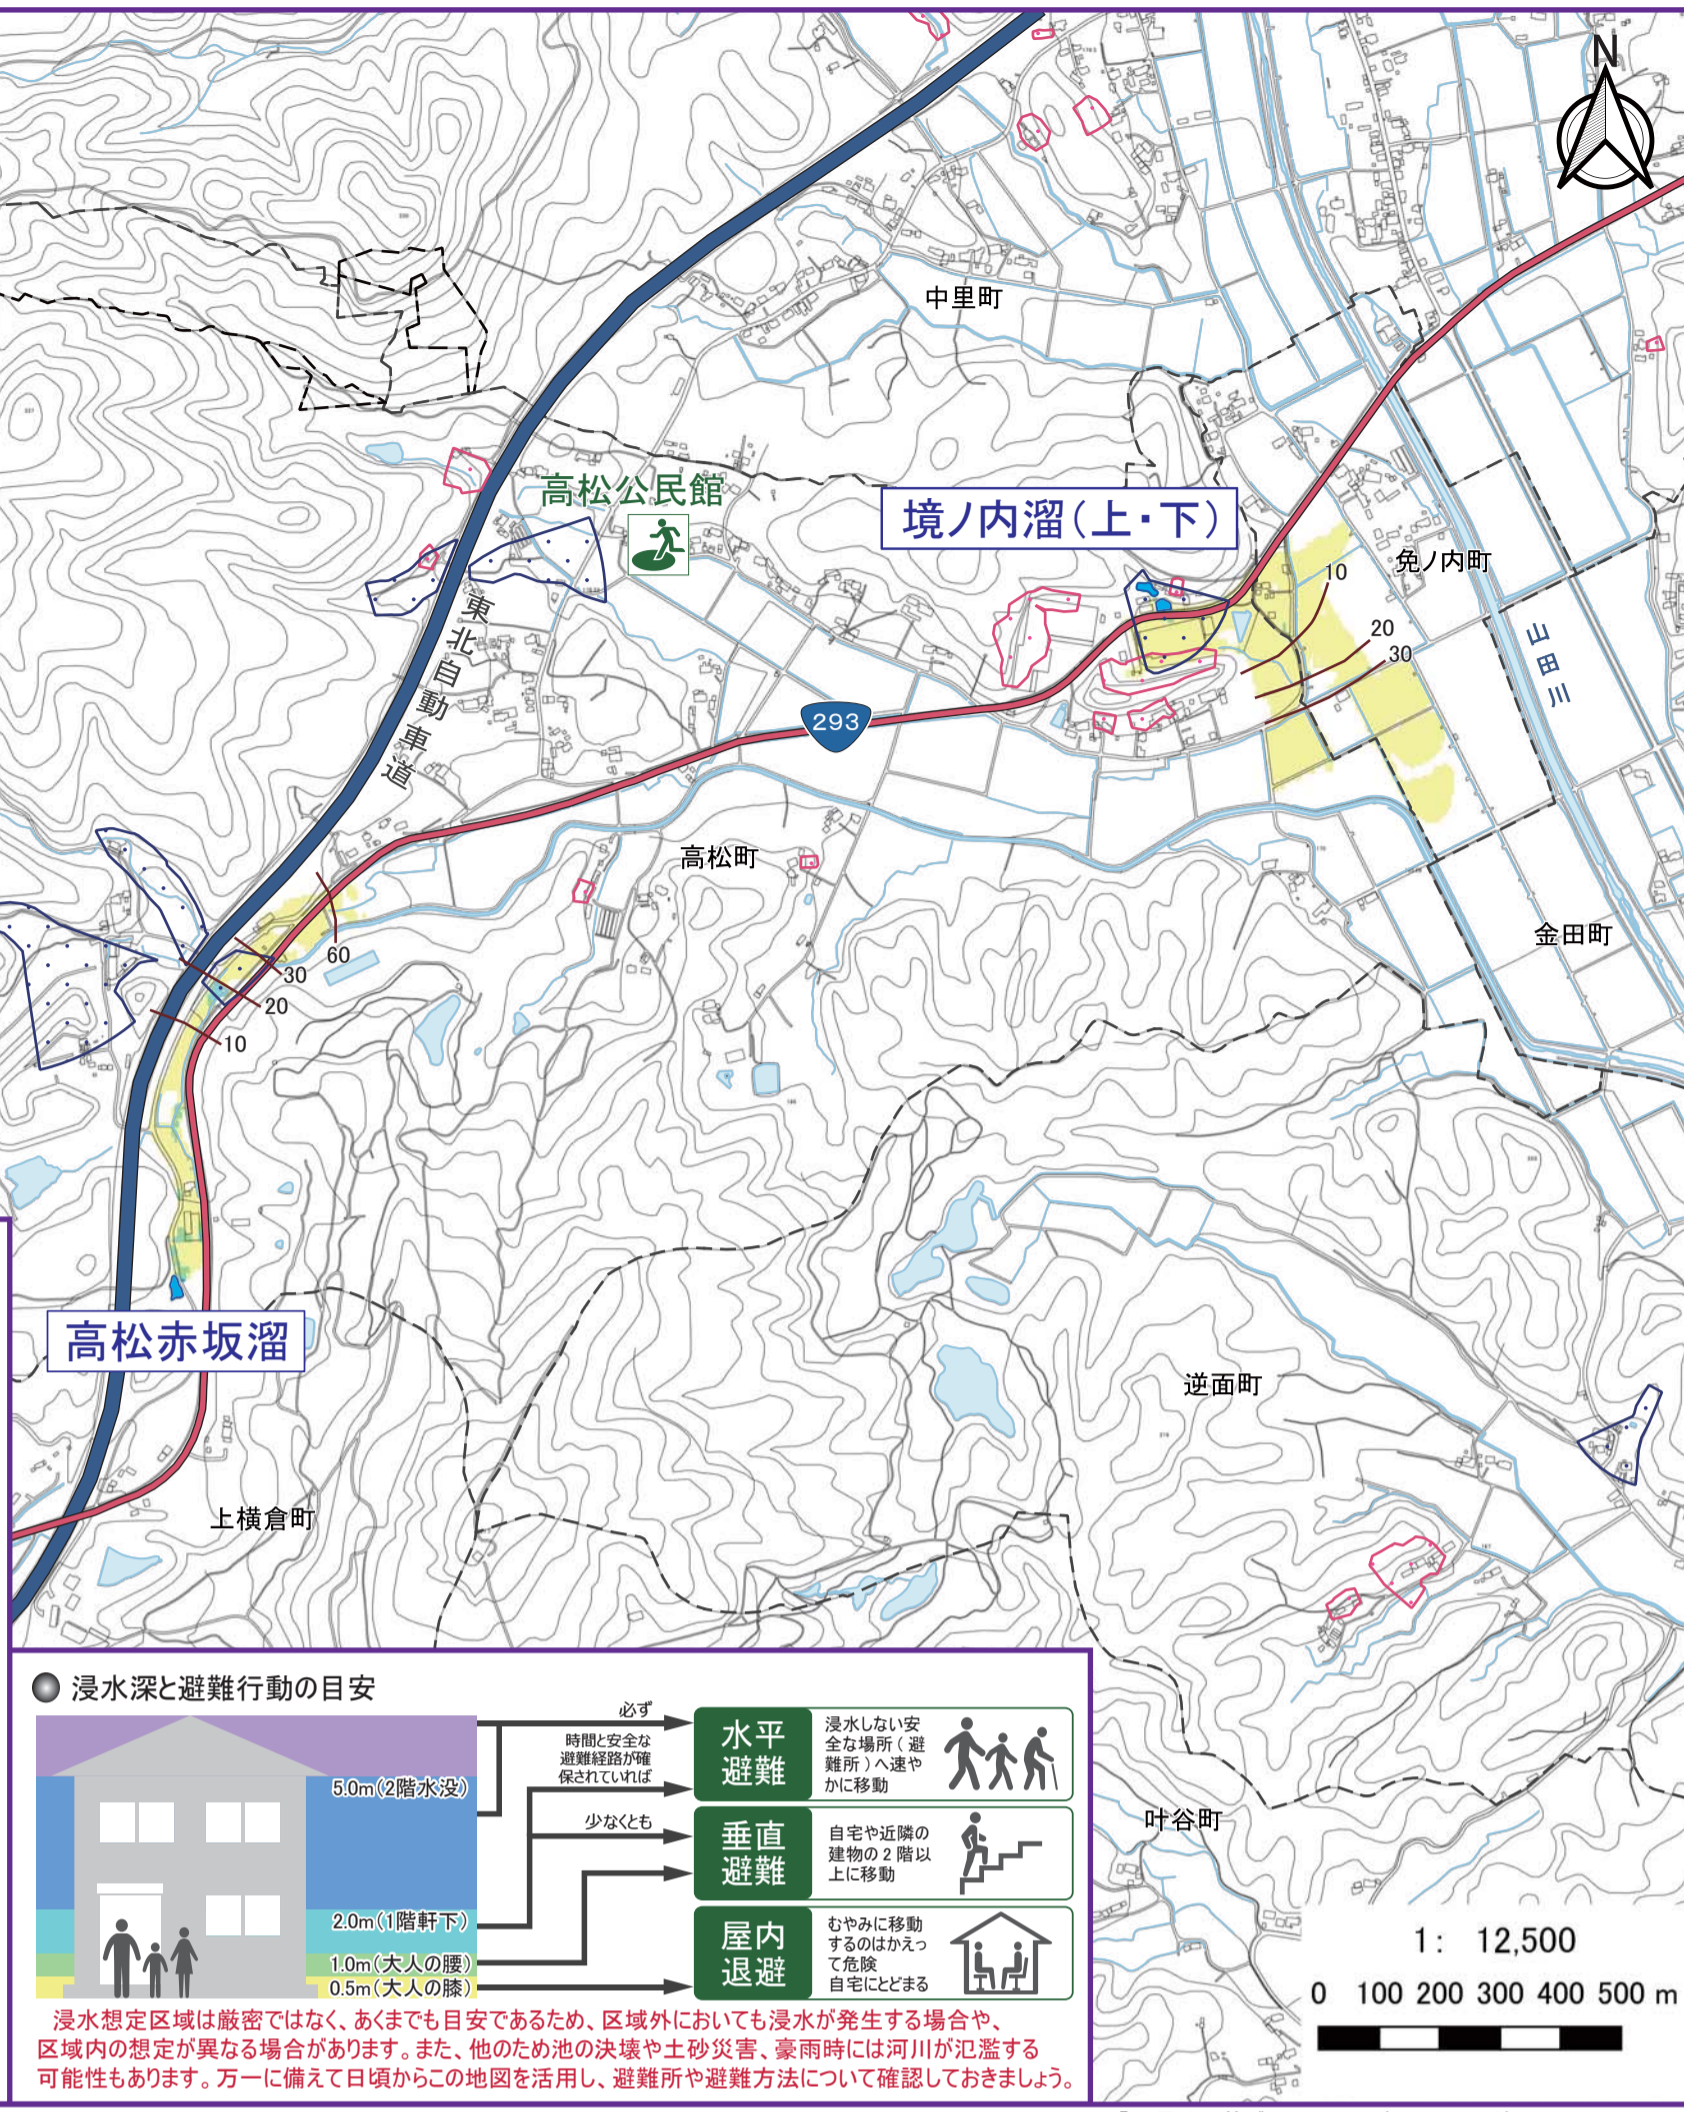 N
中里町
高松公民館
境ノ内溜(上・下)
免ノ内町
10
20
30
山田川
東北自動車道
293
高松町
金田町
60
30
20
10
高松赤坂溜
逆面町
上横倉町
叶谷町
浸水深と避難行動の目安
5.0m(2階水没)
2.0m(1階軒下)
1.0m(大人の腰)
0.5m(大人の膝)
必ず
時間と安全な
避難経路が確
保されていれば
少なくとも
水平
避難
浸水しない安
全な場所(避
難所)へ速や
かに移動
垂直
避難
自宅や近隣の
建物の2階以
上に移動
屋内
退避
むやみに移動
するのはかえっ
て危険
自宅にとどまる
浸水想定区域は厳密ではなく、あくまでも目安であるため、区域外においても浸水が発生する場合や、
区域内の想定が異なる場合があります。また、他のため池の決壊や土砂災害、豪雨時には河川が氾濫する
可能性もあります。万一に備えて日頃からこの地図を活用し、避難所や避難方法について確認しておきましょう。
1: 12,500
0 100 200 300 400 500 m